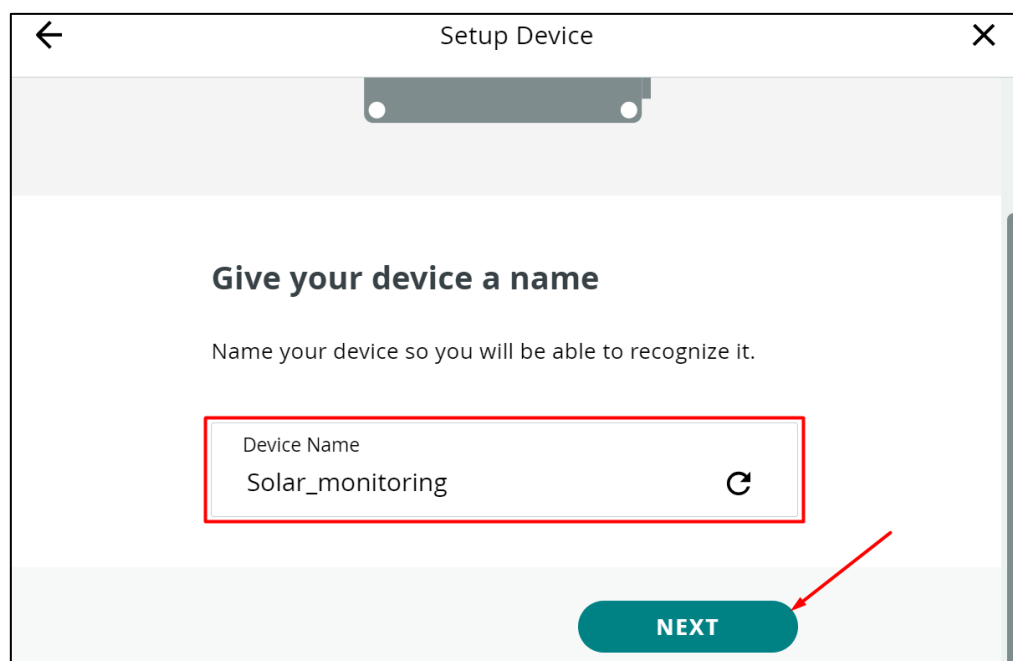 Setup Device
Give your device a name
Name your device so you will be able to recognize it.
Device Name
Solar_monitoring
NEXT